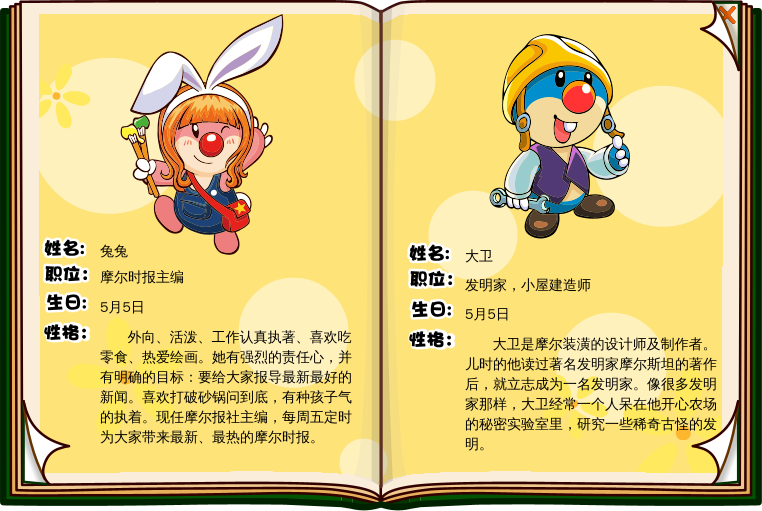 姓名: 兔兔
职位: 摩尔时报主编
生日: 5月5日
性格:
外向、活泼、工作认真执著、喜欢吃
零食、热爱绘画。她有强烈的责任心，并
有明确的目标：要给大家报导最新最好的
新闻。喜欢打破砂锅问到底，有种孩子气
的执着。现任摩尔报社主编，每周五定时
为大家带来最新、最热的摩尔时报。
姓名: 大卫
职位: 发明家，小屋建造师
生日: 5月5日
性格:
大卫是摩尔装潢的设计师及制作者。
儿时的他读过著名发明家摩尔斯坦的著作
后，就立志成为一名发明家。像很多发明
家那样，大卫经常一个人呆在他开心农场
的秘密实验室里，研究一些稀奇古怪的发
明。